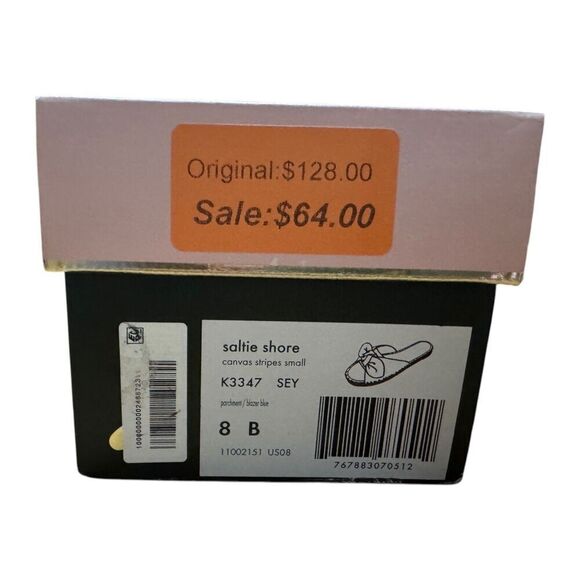 Original:$128.00
Sale:$64.00
saltie shore
canvas stripes small
K3347 SEY
parchment / blazer blue
8 B
11002151 US08
767883070512